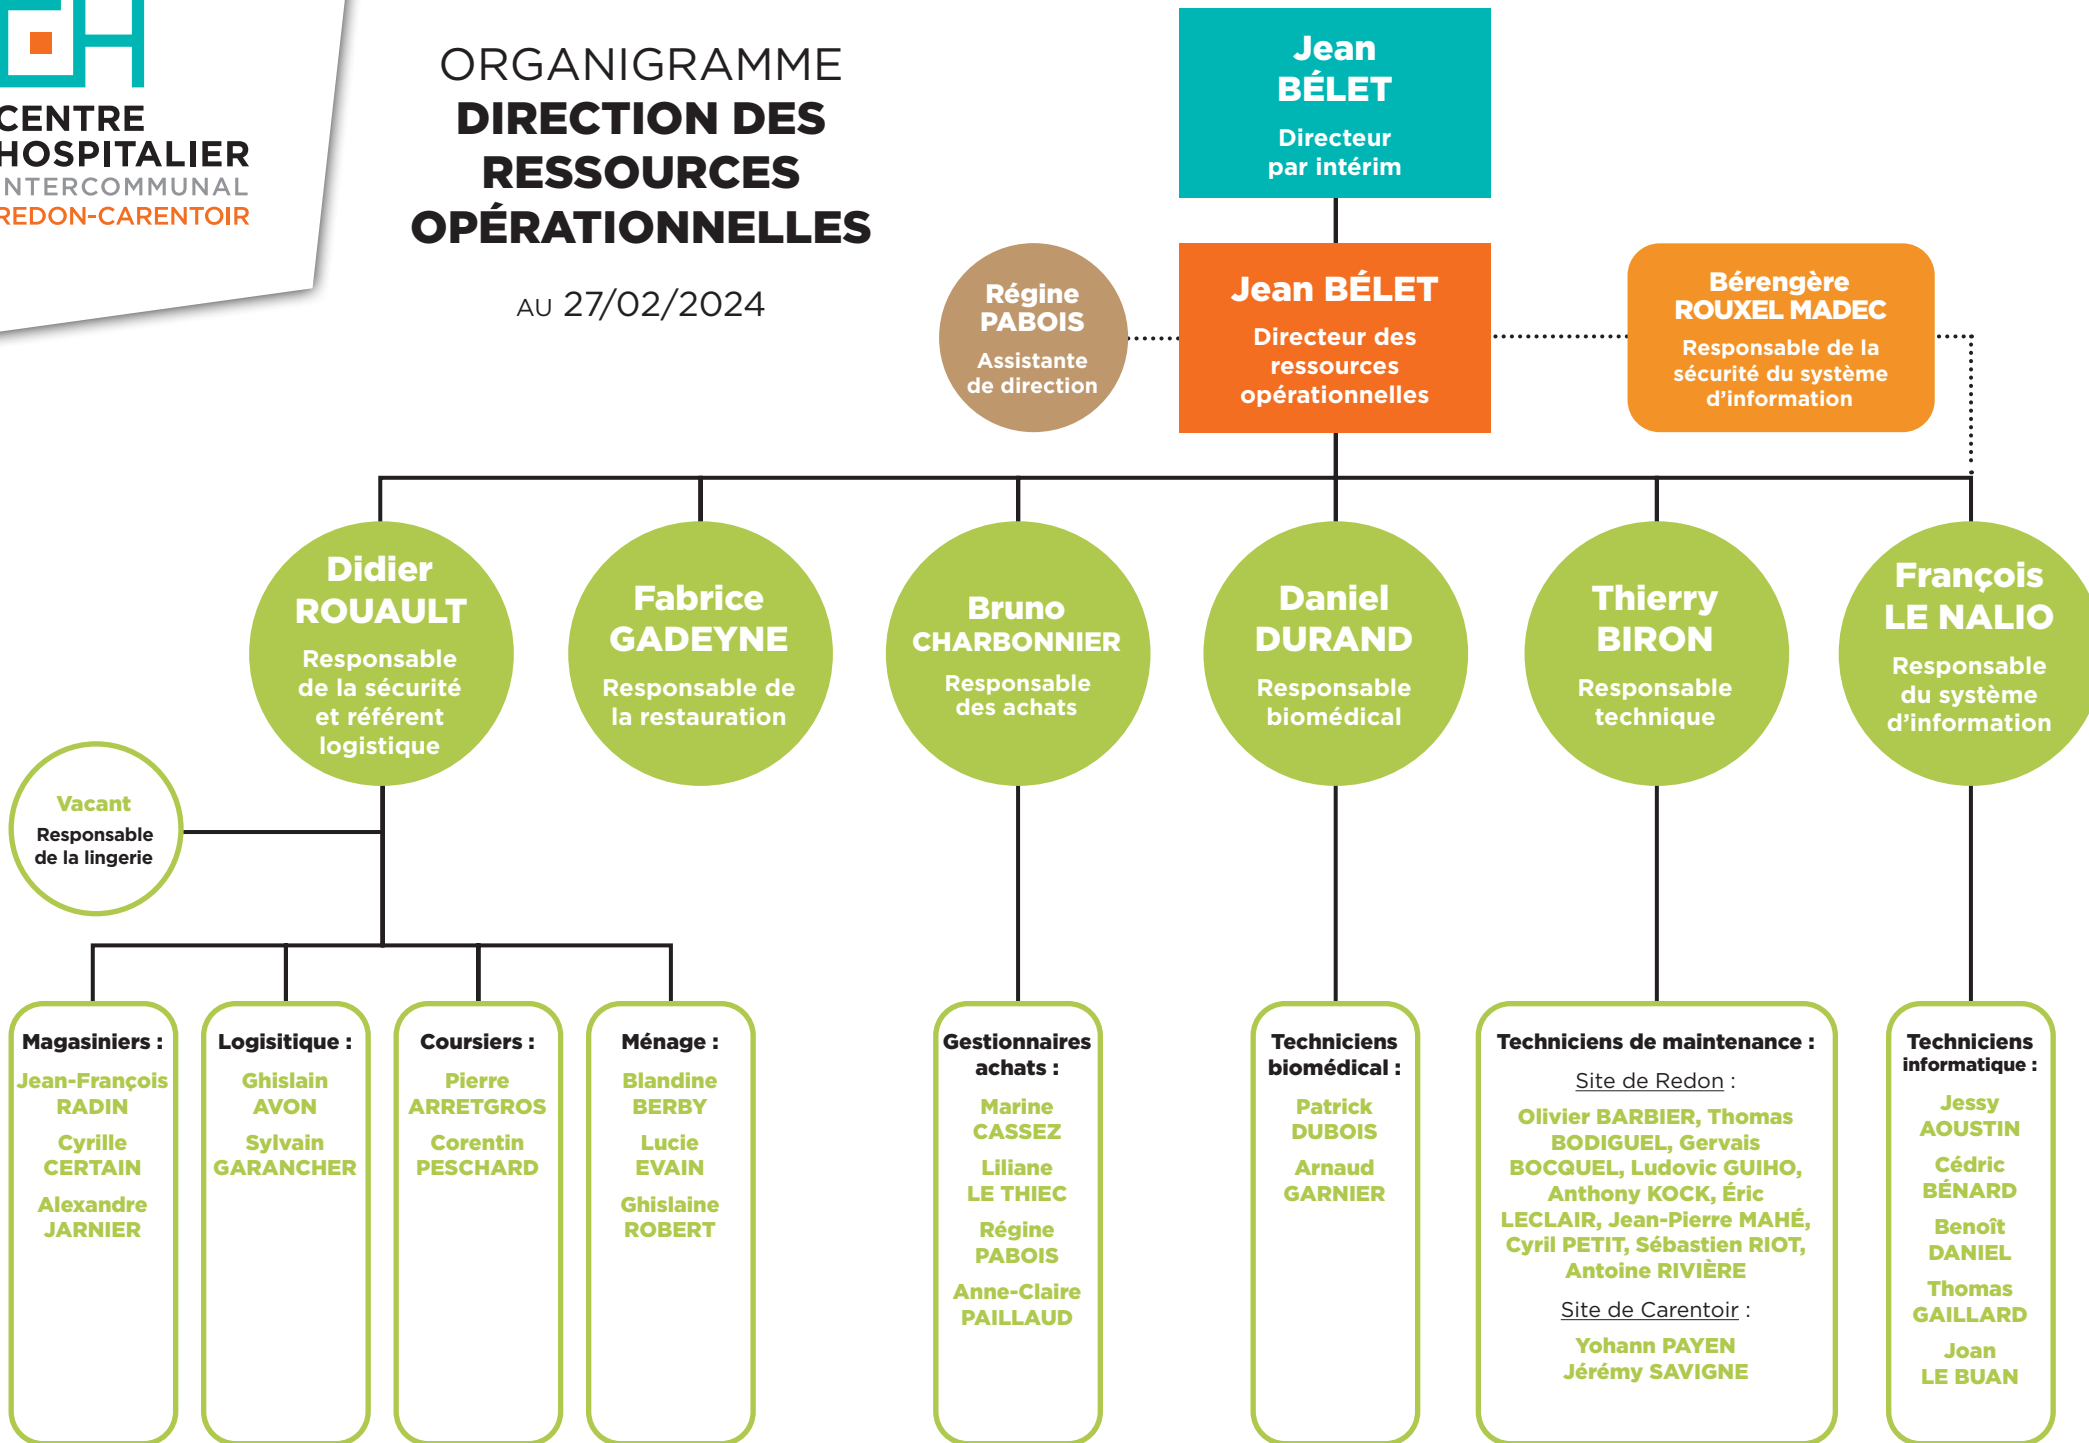 CENTRE
HOSPITALIER
INTERCOMMUNAL
REDON-CARENTOIR
ORGANIGRAMME
DIRECTION DES
RESSOURCES
OPÉRATIONNELLES
AU 27/02/2024
Jean
BÉLET
Directeur
par intérim
Régine
PABOIS
Assistante
de direction
Jean BÉLET
Directeur des
ressources
opérationnelles
Bérengère
ROUXEL MADEC
Responsable de la
sécurité du système
d'information
Didier
ROUAULT
Responsable
de la sécurité
et référent
logistique
Fabrice
GADEYNE
Responsable de
la restauration
Bruno
CHARBONNIER
Responsable
des achats
Daniel
DURAND
Responsable
biomédical
Thierry
BIRON
Responsable
technique
François
LE NALIO
Responsable
du système
d'information
Vacant
Responsable
de la lingerie
Magasiniers :
Jean-François
RADIN
Cyrille
CERTAIN
Alexandre
JARNIER
Logisitique :
Ghislain
AVON
Sylvain
GARANCHER
Coursiers :
Pierre
ARRETGROS
Corentin
PESCHARD
Ménage :
Blandine
BERBY
Lucie
EVAIN
Ghislaine
ROBERT
Gestionnaires
achats :
Marine
CASSEZ
Liliane
LE THIEC
Régine
PABOIS
Anne-Claire
PAILLAUD
Techniciens
biomédical :
Patrick
DUBOIS
Arnaud
GARNIER
Techniciens de maintenance :
Site de Redon :
Olivier BARBIER, Thomas
BODIGUEL, Gervais
BOCQUEL, Ludovic GUIHO,
Anthony KOCK, Éric
LECLAIR, Jean-Pierre MAHÉ,
Cyril PETIT, Sébastien RIOT,
Antoine RIVIÈRE
Site de Carentoir :
Yohann PAYEN
Jérémy SAVIGNE
Techniciens
informatique :
Jessy
AOUSTIN
Cédric
BÉNARD
Benoît
DANIEL
Thomas
GAILLARD
Joan
LE BUAN